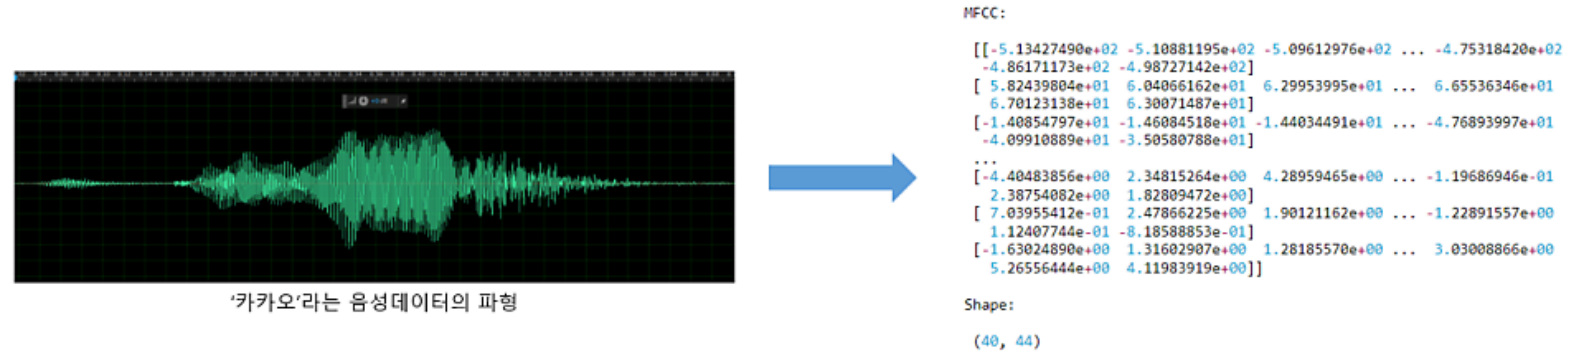 '카카오'라는 음성데이터의 파형
MFCC:
[[-5.13427490e+02 -5.10881195e+02 -5.09612976e+02 ... -4.75318420e+02
-4.86171173e+02 -4.98727142e+02]
[ 5.82439804e+01 6.04066162e+01 6.29953995e+01 ... 6.65536346e+01
6.70123138e+01 6.30071487e+01]
[-1.40854797e+01 -1.46084518e+01 -1.44034491e+01 ... -4.76893997e+01
-4.09910889e+01 -3.50580788e+01]
...
[-4.40483856e+00 2.34815264e+00 4.28959465e+00 ... -1.19686946e-01
2.38754082e+00 1.82809472e+00]
[ 7.03955412e-01 2.47866225e+00 1.90121162e+00 ... -1.22891557e+00
1.12407744e-01 -8.18588853e-01]
[-1.63024890e+00 1.31602907e+00 1.28185570e+00 ... 3.03008866e+00
5.26556444e+00 4.11983919e+00]]
Shape:
(40, 44)